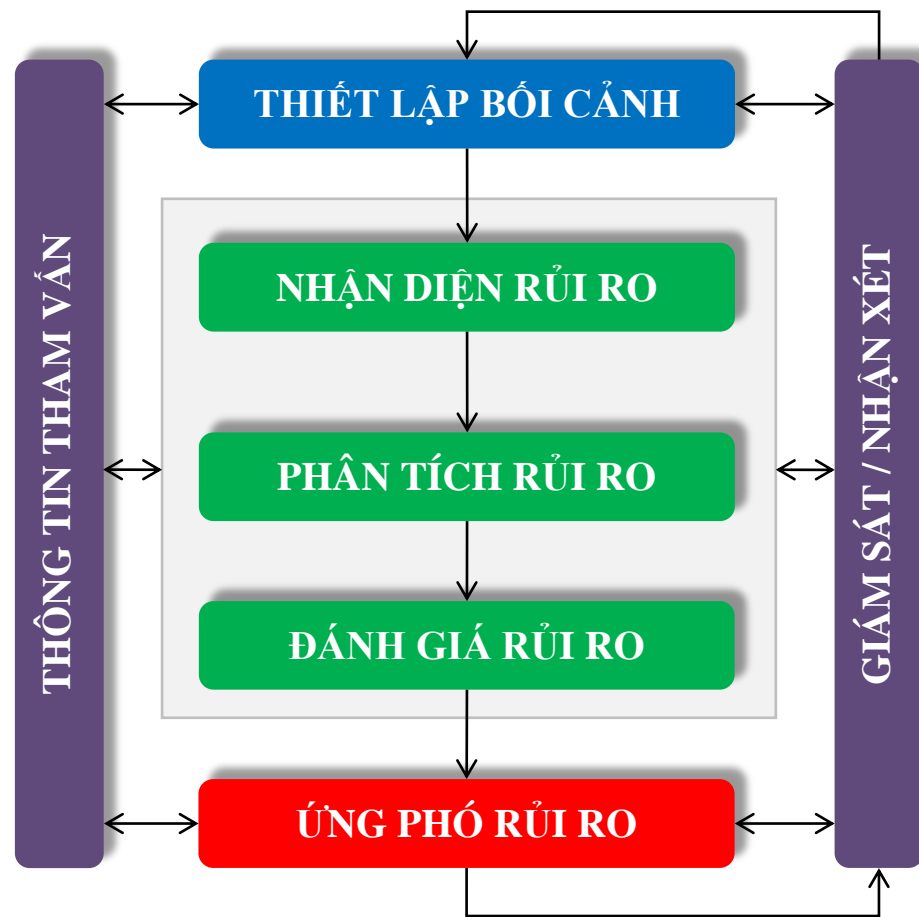 THIẾT LẬP BỐI CẢNH
THÔNG TIN THAM VẤN
NHẬN DIỆN RỦI RO
PHÂN TÍCH RỦI RO
ĐÁNH GIÁ RỦI RO
GIÁM SÁT / NHẬN XÉT
ỨNG PHÓ RỦI RO